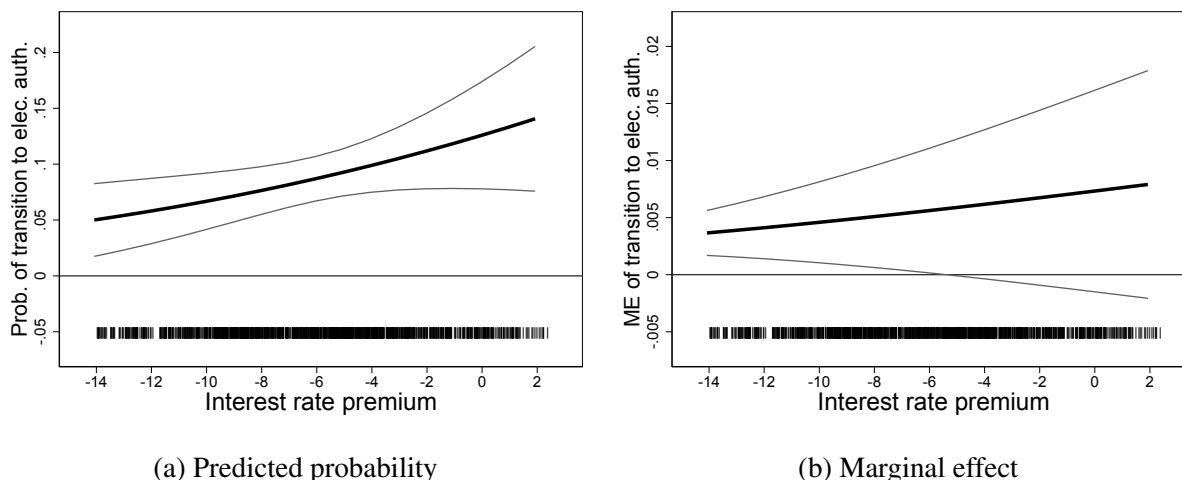 Prob. of transition to elec. auth.
.2
.15
.1
.05
0
-.05
-14 -12 -10 -8 -6 -4 -2 0 2
Interest rate premium
(a) Predicted probability
ME of transition to elec. auth.
.02
.015
.01
.005
0
-.005
-14 -12 -10 -8 -6 -4 -2 0 2
Interest rate premium
(b) Marginal effect